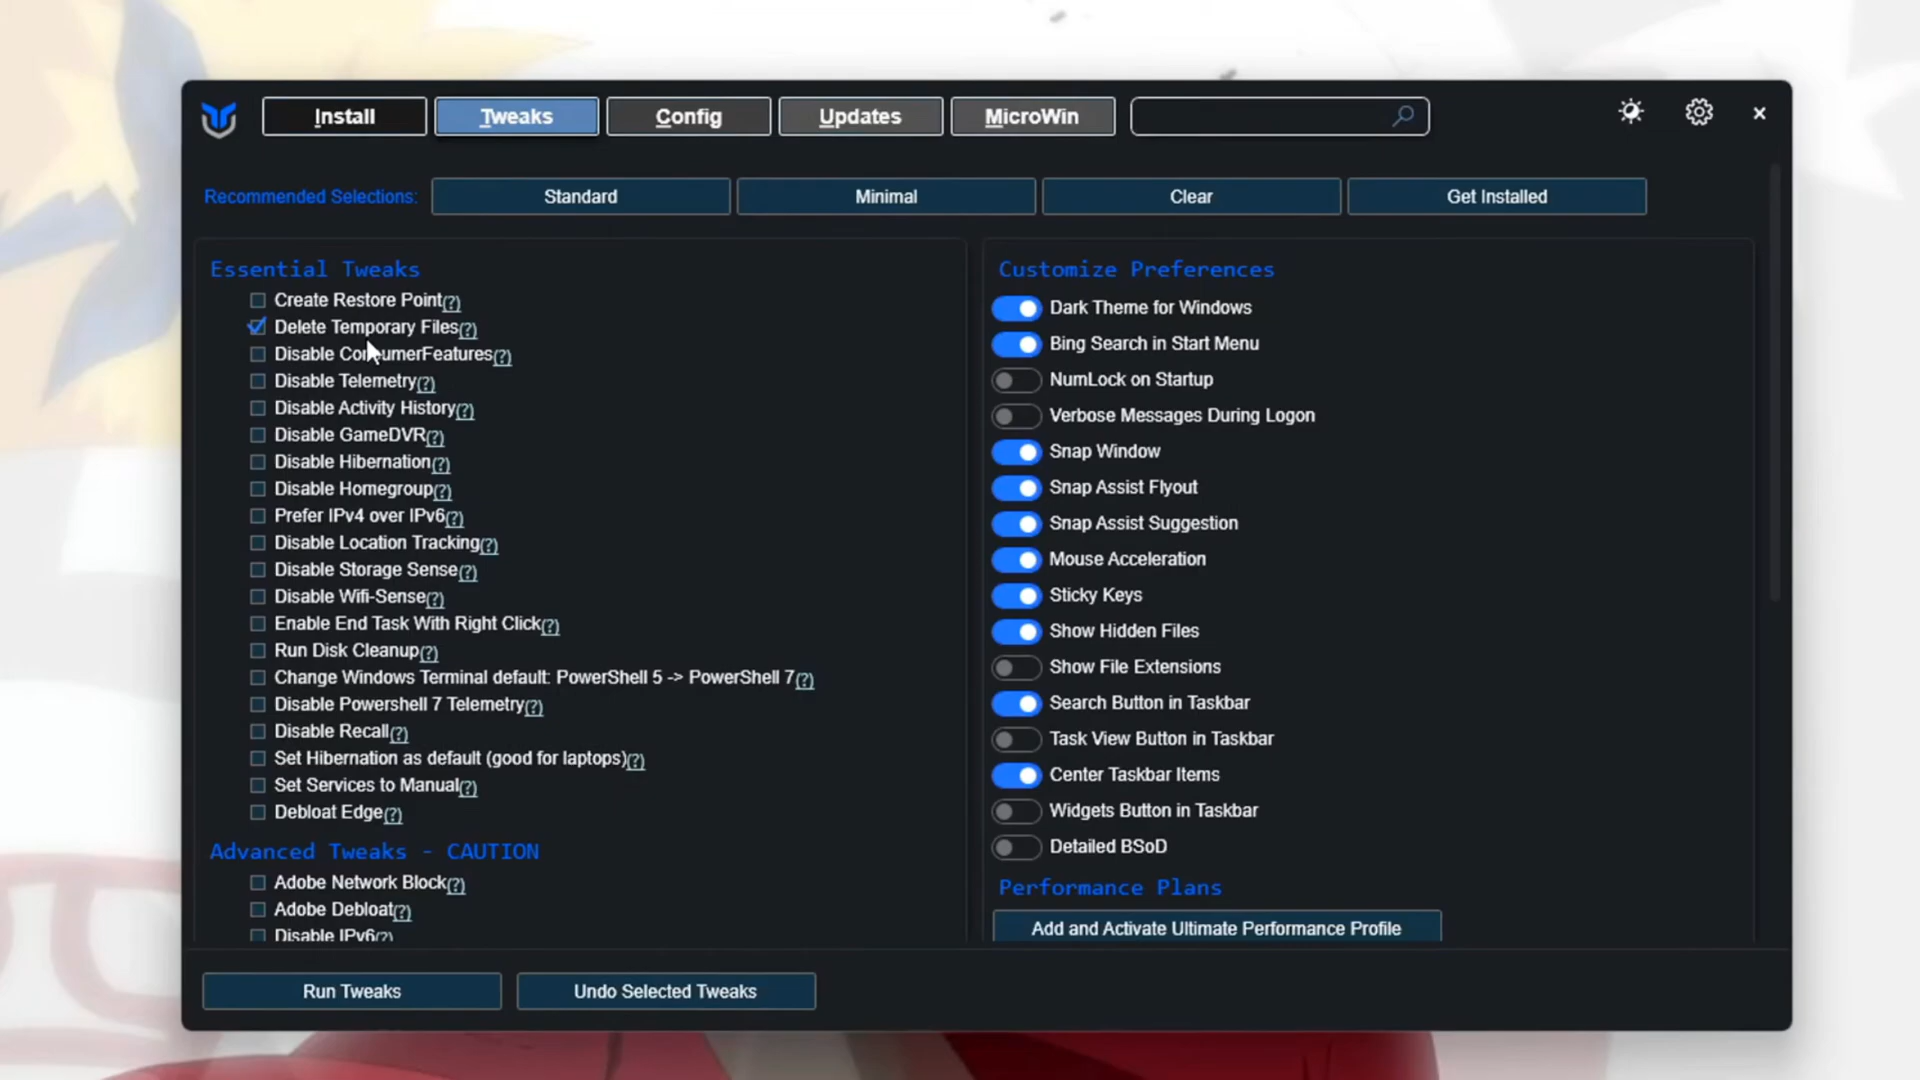 Install
Tweaks
Config
Updates
MicroWin
Recommended Selections:
Standard
Minimal
Clear
Get Installed
Essential Tweaks
Create Restore Point(?)
Delete Temporary Files(?)
Disable ConsumerFeatures(?)
Disable Telemetry(?)
Disable Activity History(?)
Disable GameDVR(?)
Disable Hibernation(?)
Disable Homegroup(?)
Prefer IPv4 over IPv6(?)
Disable Location Tracking(?)
Disable Storage Sense(?)
Disable Wifi-Sense(?)
Enable End Task With Right Click(?)
Run Disk Cleanup(?)
Change Windows Terminal default: PowerShell 5 -> PowerShell 7(?)
Disable Powershell 7 Telemetry(?)
Disable Recall(?)
Set Hibernation as default (good for laptops)(?)
Set Services to Manual(?)
Debloat Edge(?)
Advanced Tweaks - CAUTION
Adobe Network Block(?)
Adobe Debloat(?)
Disable IPv6(?)
Customize Preferences
Dark Theme for Windows
Bing Search in Start Menu
NumLock on Startup
Verbose Messages During Logon
Snap Window
Snap Assist Flyout
Snap Assist Suggestion
Mouse Acceleration
Sticky Keys
Show Hidden Files
Show File Extensions
Search Button in Taskbar
Task View Button in Taskbar
Center Taskbar Items
Widgets Button in Taskbar
Detailed BSoD
Performance Plans
Add and Activate Ultimate Performance Profile
Run Tweaks
Undo Selected Tweaks